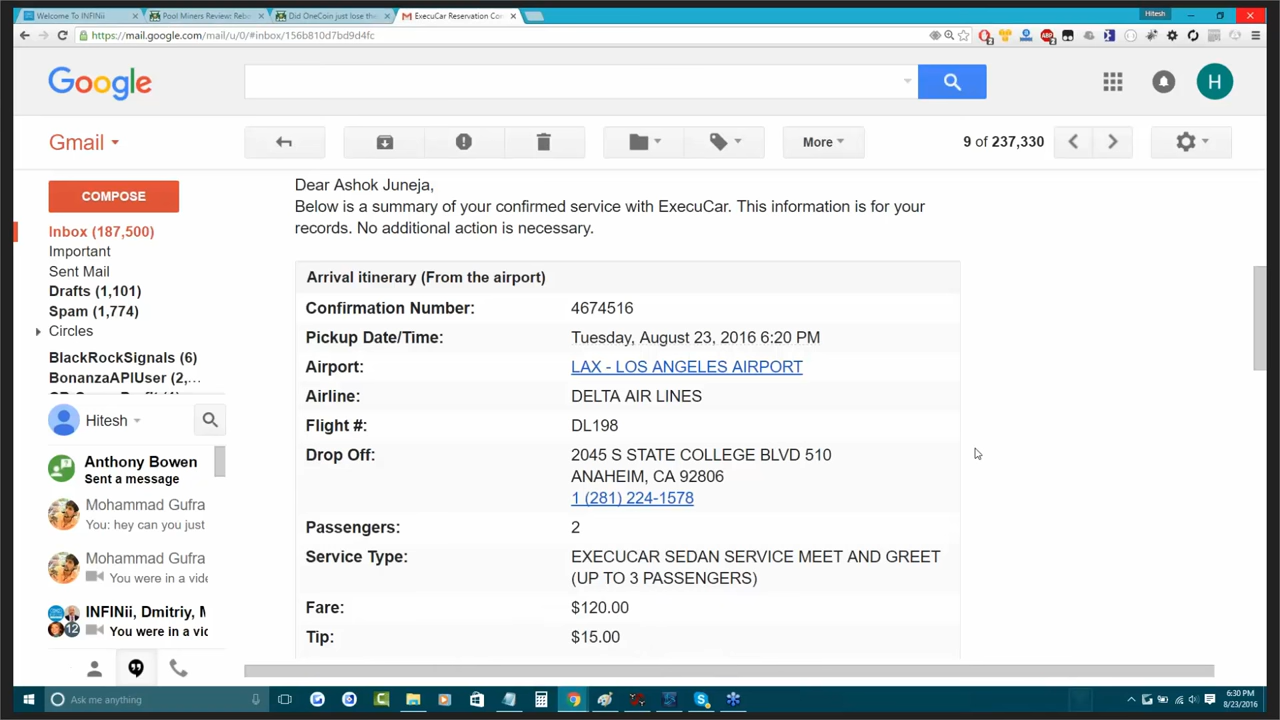 Welcome To INFINii
Pool Miners Review: Rebo
Did OneCoin just lose the
ExecuCar Reservation Con
Hitesh
https://mail.google.com/mail/u/0/#inbox/156b810d7bd9d4fc
Google
H
Gmail
More
9 of 237,330
COMPOSE
Inbox (187,500)
Important
Sent Mail
Drafts (1,101)
Spam (1,774)
Circles
BlackRockSignals (6)
BonanzaAPIUser (2,...
Hitesh
Anthony Bowen
Sent a message
Mohammad Gufra
You: hey can you just
Mohammad Gufra
You were in a vide
INFINii, Dmitriy, M
12
You were in a vic
Dear Ashok Juneja,
Below is a summary of your confirmed service with ExecuCar. This information is for your
records. No additional action is necessary.
Arrival itinerary (From the airport)
Confirmation Number: 4674516
Pickup Date/Time: Tuesday, August 23, 2016 6:20 PM
Airport: LAX - LOS ANGELES AIRPORT
Airline: DELTA AIR LINES
Flight #: DL198
Drop Off: 2045 S STATE COLLEGE BLVD 510
ANAHEIM, CA 92806
1 (281) 224-1578
Passengers: 2
Service Type: EXECUCAR SEDAN SERVICE MEET AND GREET
(UP TO 3 PASSENGERS)
Fare: $120.00
Tip: $15.00
Ask me anything
6:30 PM
8/23/2016